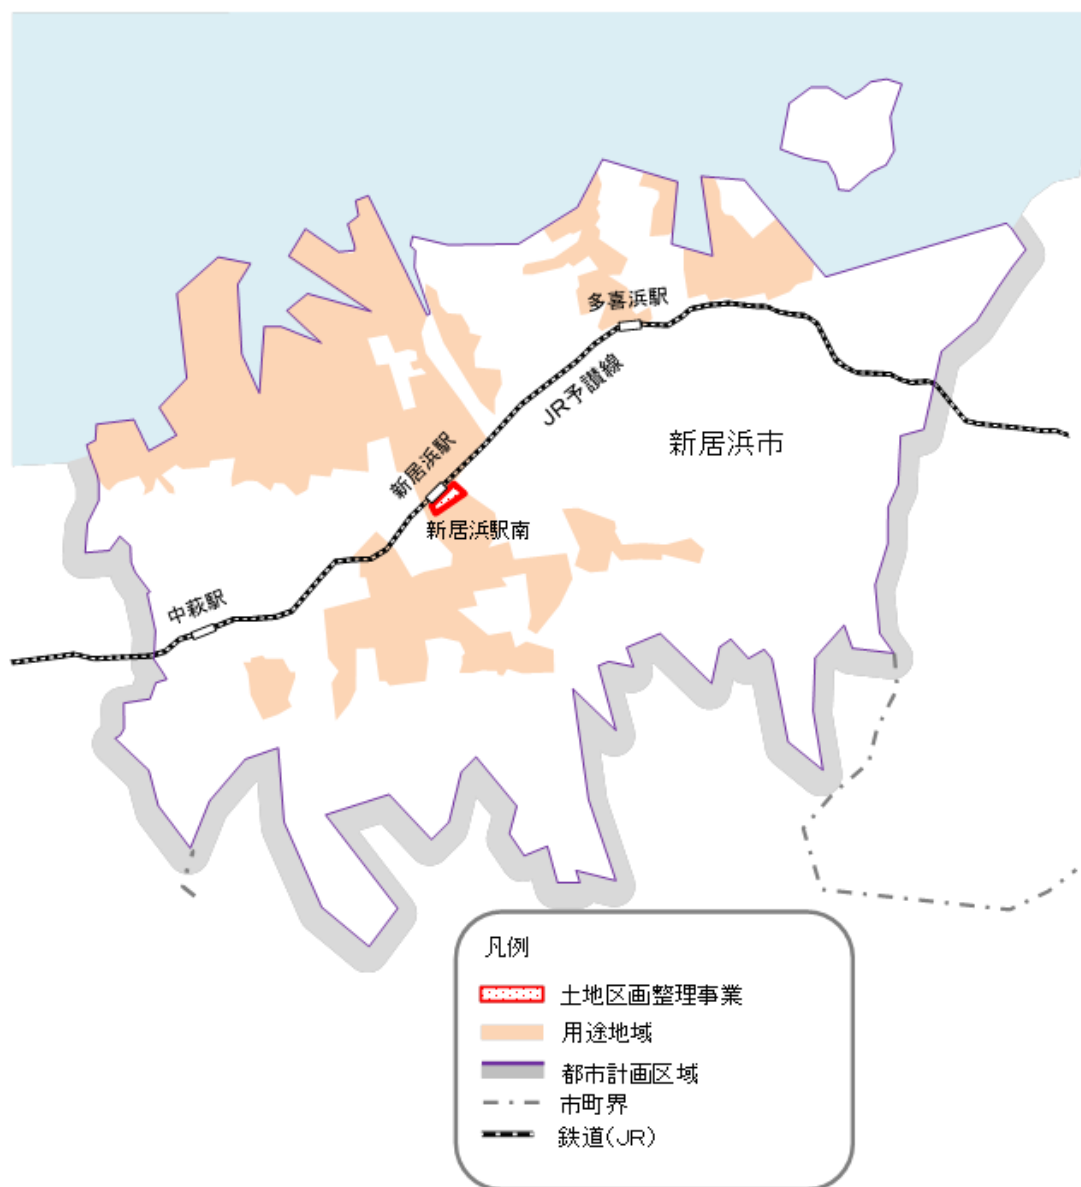 多喜浜駅
JR予讃線
新居浜市
新居浜駅
新居浜駅南
中萩駅
凡例
土地区画整理事業
用途地域
都市計画区域
市町界
鉄道(JR)